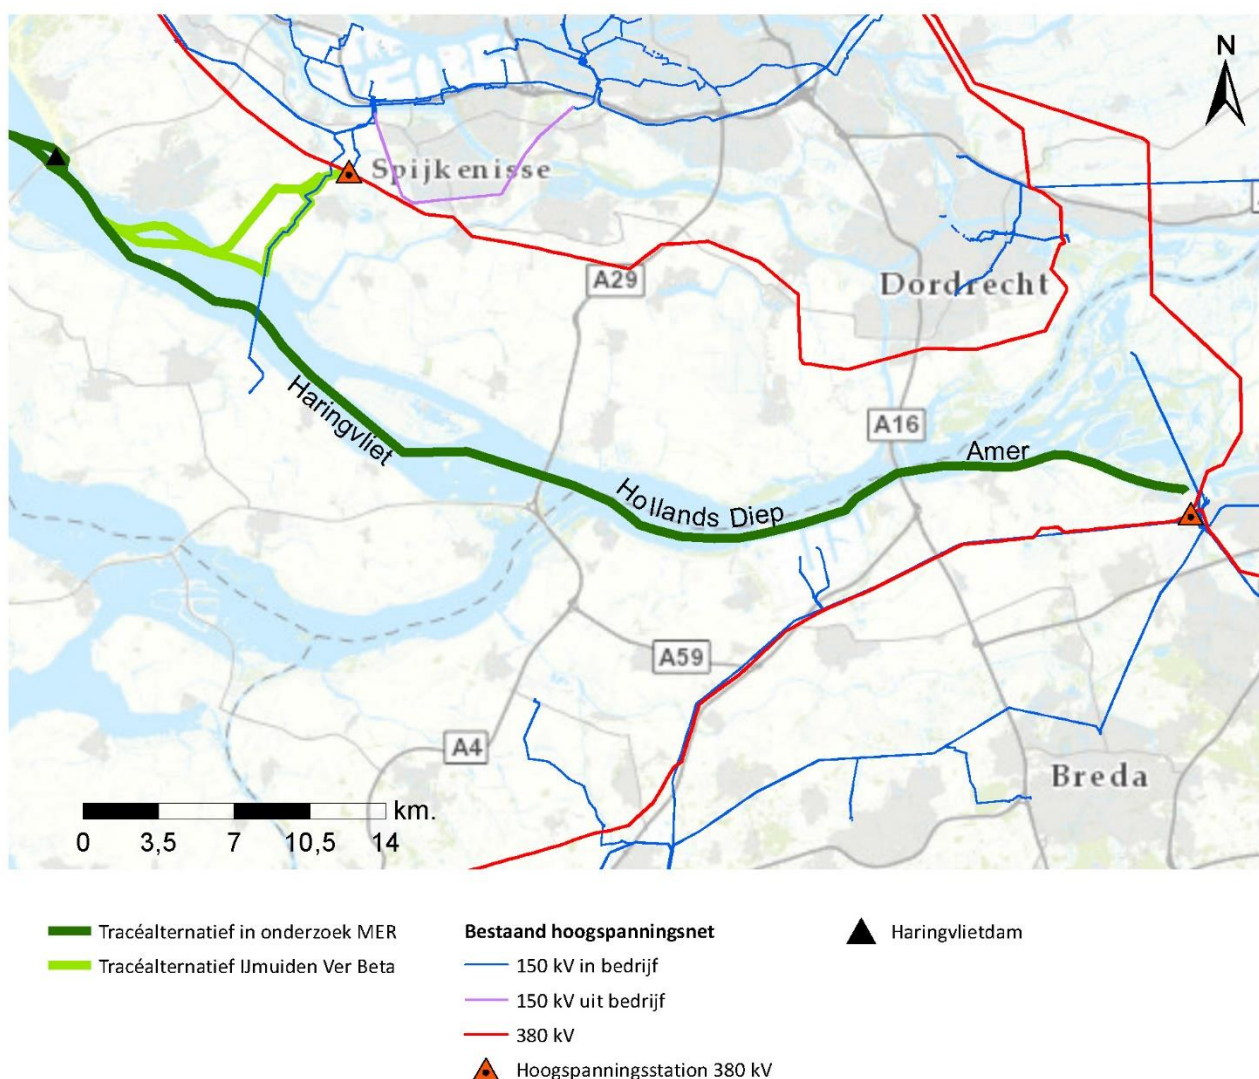 N
Spijkenisse
A29
Dordrecht
Haringvliet
A16
Amer
Hollands Diep
A59
A4
Breda
km.
0 3,5 7 10,5 14
Tracéalternatief in onderzoek MER
Tracéalternatief IJmuiden Ver Beta
Bestaand hoogspanningsnet
150 kV in bedrijf
150 kV uit bedrijf
380 kV
Hoogspanningsstation 380 kV
Haringvlietdam